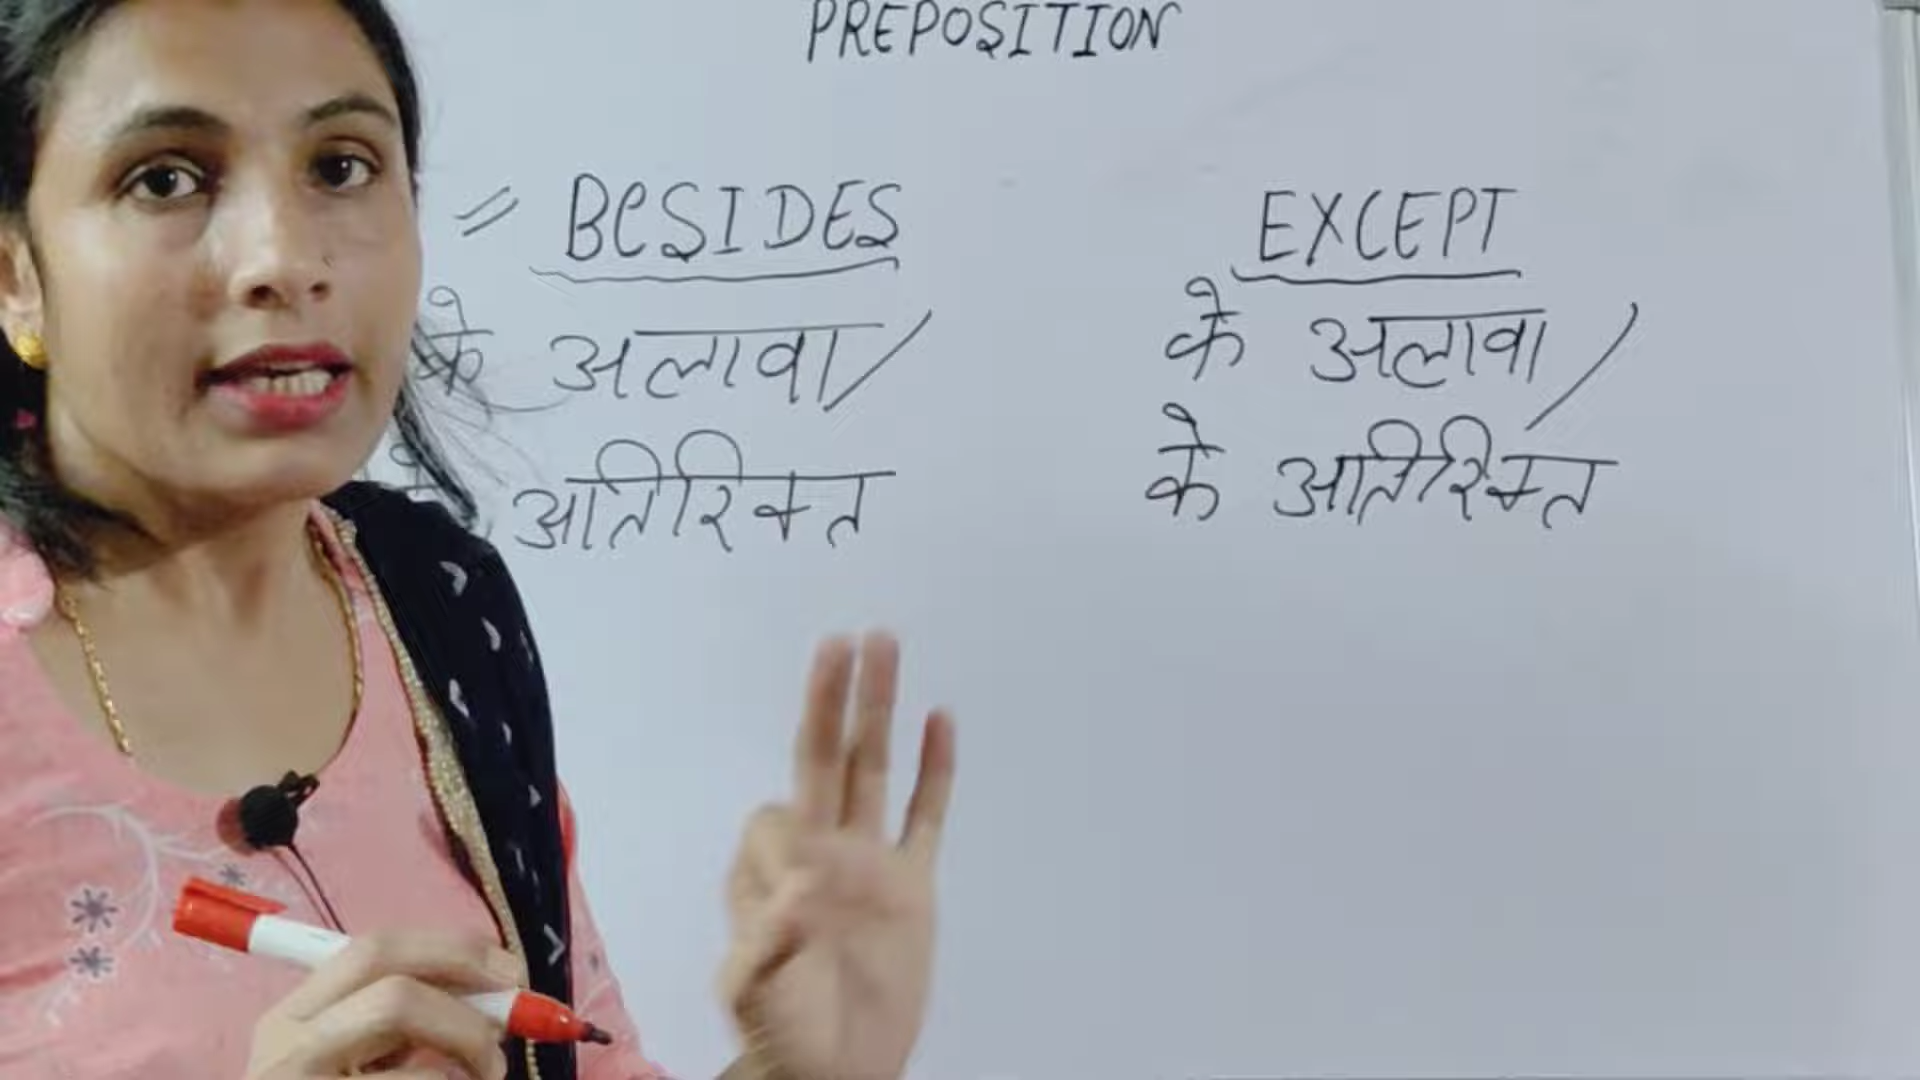 PREPOSITION
= BeSIDES
EXCEPT
के अलावा/
के अलावा/
अतिरिक्त
के अतिरिक्त